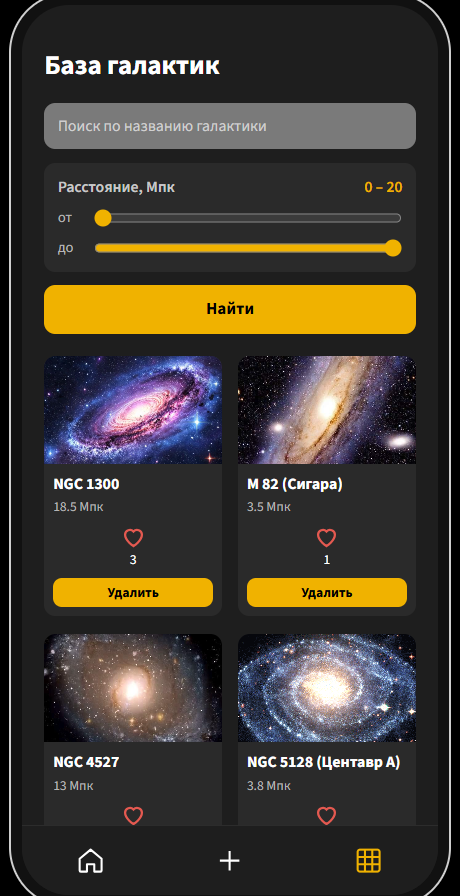 База галактик
Поиск по названию галактики
Расстояние, Мпк 0 – 20
от
до
Найти
NGC 1300
18.5 Мпк
3
Удалить
M 82 (Сигара)
3.5 Мпк
1
Удалить
NGC 4527
13 Мпк
NGC 5128 (Центавр А)
3.8 Мпк